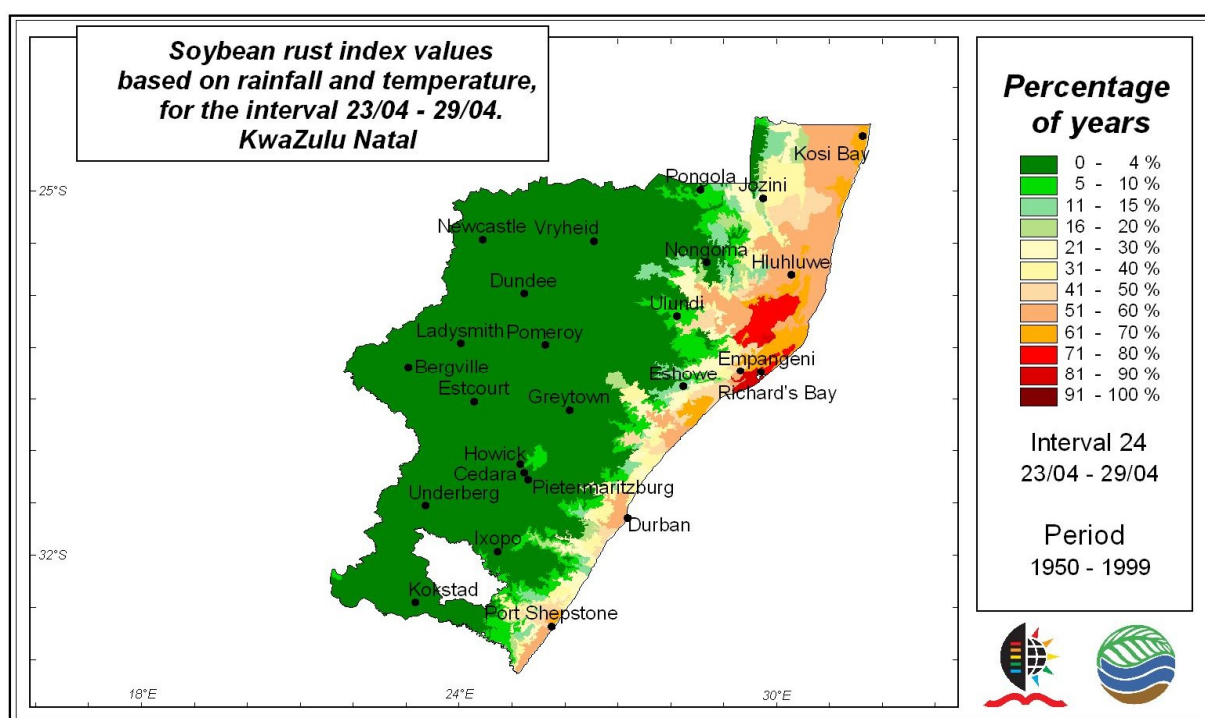 Soybean rust index values
based on rainfall and temperature,
for the interval 23/04 - 29/04.
KwaZulu Natal
Percentage
of years
0 - 4 %
5 - 10 %
11 - 15 %
16 - 20 %
21 - 30 %
31 - 40 %
41 - 50 %
51 - 60 %
61 - 70 %
71 - 80 %
81 - 90 %
91 - 100 %
Interval 24
23/04 - 29/04
Period
1950 - 1999
Kosi Bay
Pongola
Jozini
Newcastle
Vryheid
Nongoma
Hluhluwe
Dundee
Ulundi
Ladysmith
Pomeroy
Bergville
Empangeni
Eshowe
Estcourt
Greytown
Richard's Bay
Howick
Cedara
Pietermaritzburg
Underberg
Durban
Ixopo
Kokstad
Port Shepstone
25°S
32°S
18°E
24°E
30°E